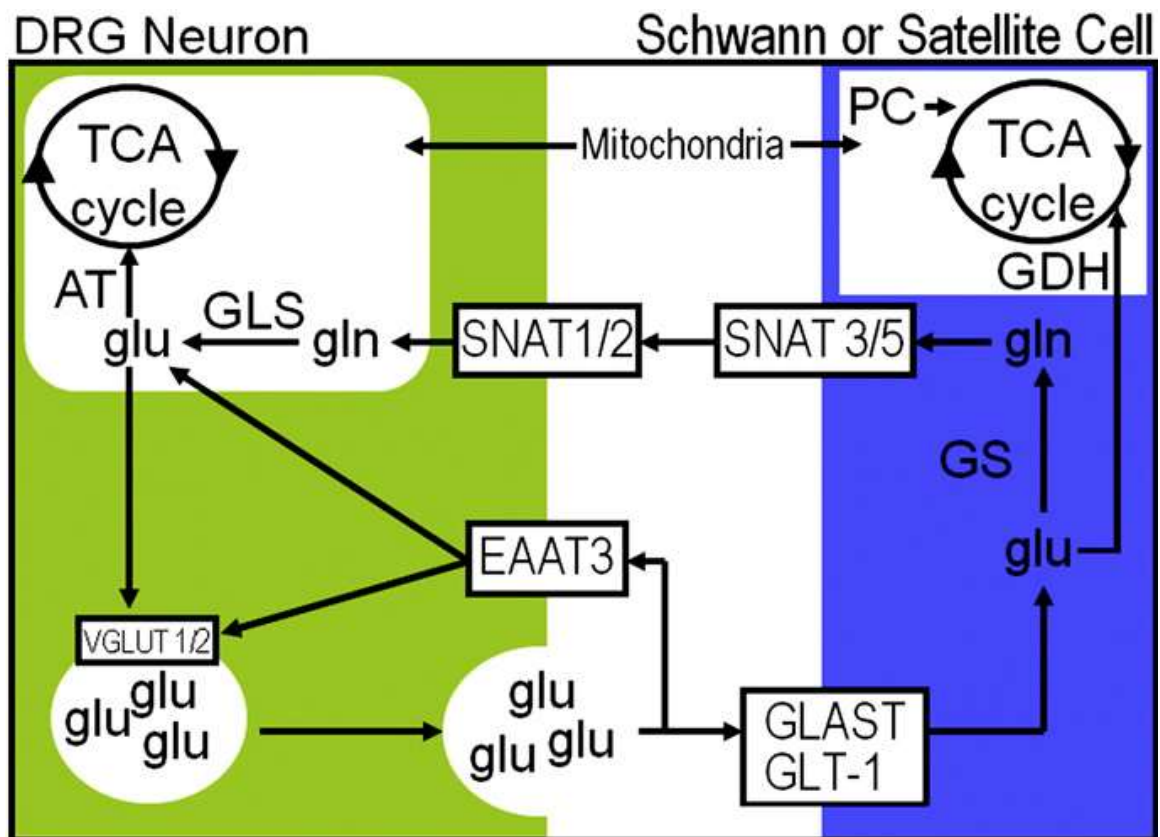 DRG Neuron
Schwann or Satellite Cell
TCA
cycle
Mitochondria
PC
TCA
cycle
AT
GDH
glu
GLS
gln
SNAT1/2
SNAT 3/5
gln
GS
EAAT3
glu
VGLUT 1/2
glu
glu
glu
glu
glu
glu
GLAST
GLT-1